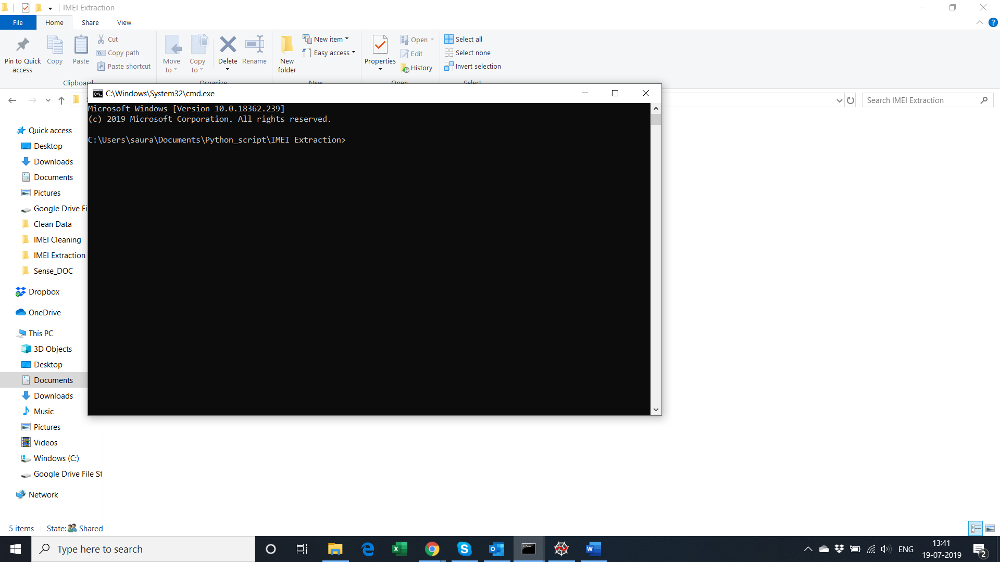 IMEI Extraction
File
Home
Share
View
Pin to Quick
access
Copy
Paste
Cut
Copy path
Paste shortcut
Clipboard
Move
to
Copy
to
Delete
Rename
Organize
New
folder
New item
Easy access
New
Properties
Open
Edit
History
Open
Select all
Select none
Invert selection
Select
Search IMEI Extraction
C:\Windows\System32\cmd.exe
Microsoft Windows [Version 10.0.18362.239]
(c) 2019 Microsoft Corporation. All rights reserved.
C:\Users\saura\Documents\Python_script\IMEI Extraction>
Quick access
Desktop
Downloads
Documents
Pictures
Google Drive Fi
Clean Data
IMEI Cleaning
IMEI Extraction
Sense_DOC
Dropbox
OneDrive
This PC
3D Objects
Desktop
Documents
Downloads
Music
Pictures
Videos
Windows (C:)
Google Drive File St
Network
5 items
State:
Shared
Type here to search
ENG
13:41
19-07-2019
2